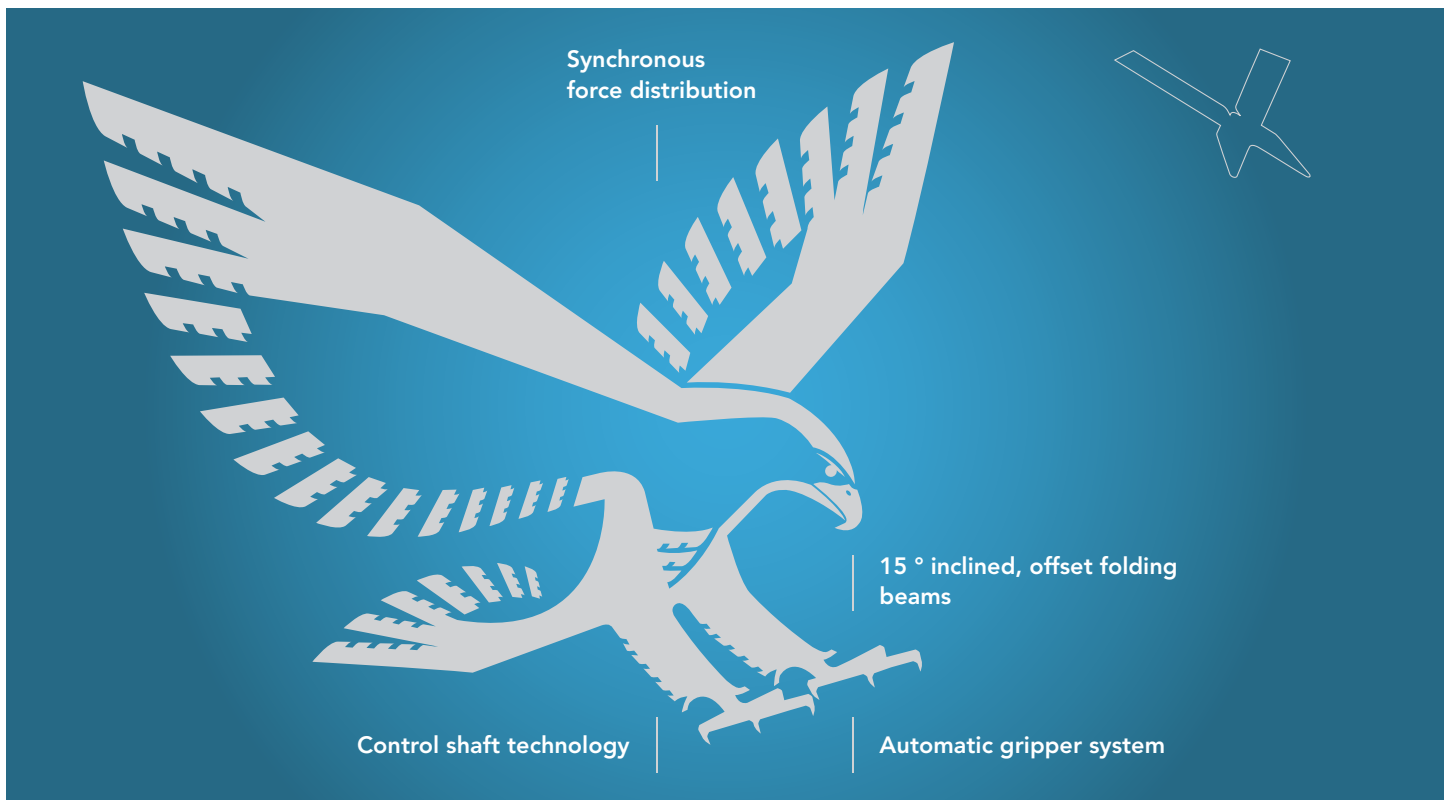 Synchronous
force distribution
15 ° inclined, offset folding
beams
Control shaft technology
Automatic gripper system